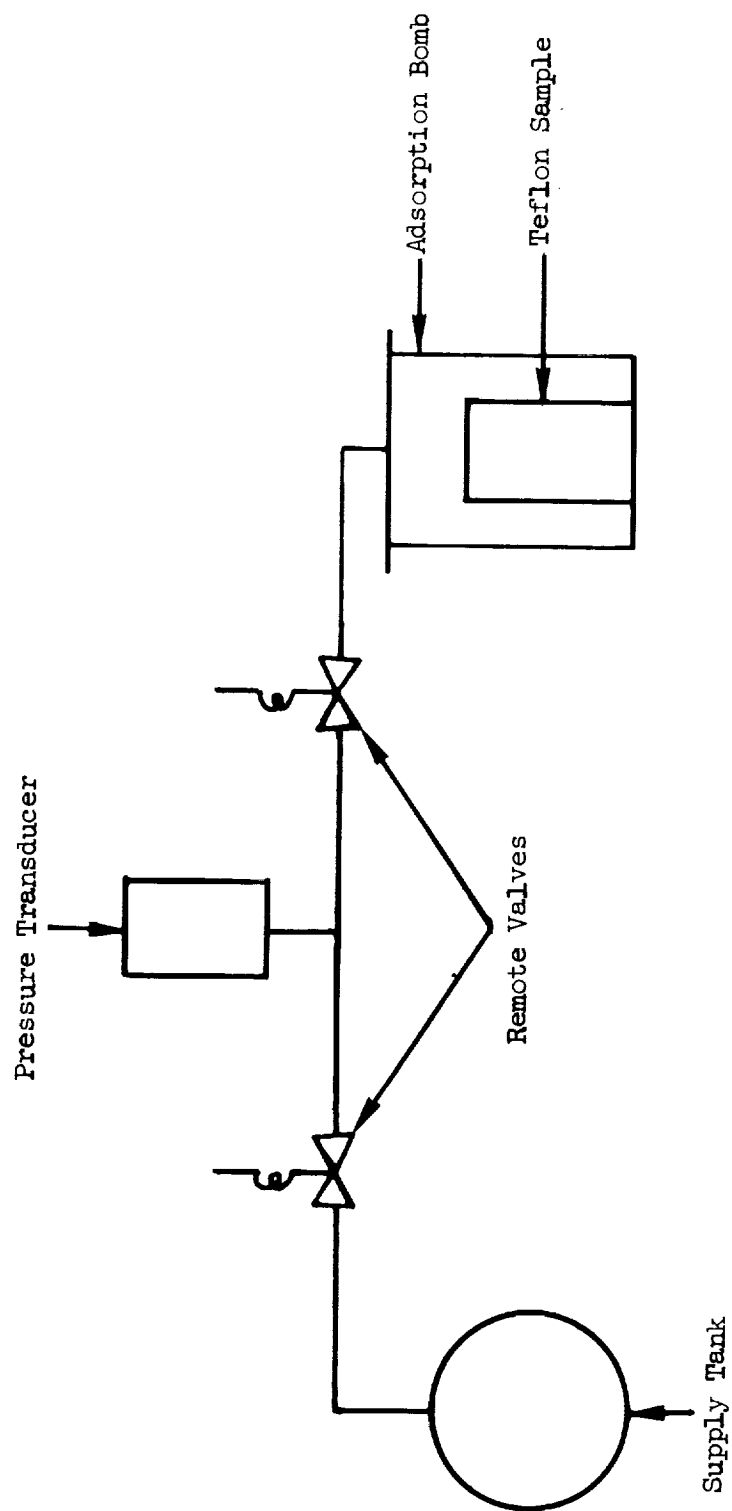 Pressure Transducer
Adsorption Bomb
Teflon Sample
Remote Valves
Supply Tank